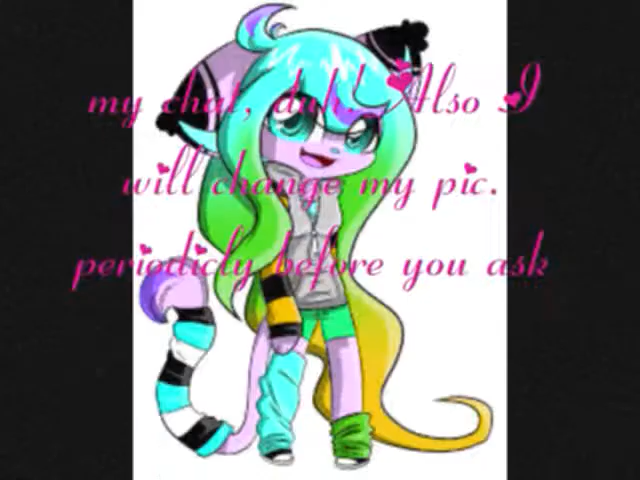 my chat, duh! Also I
will change my pic.
periodicly before you ask